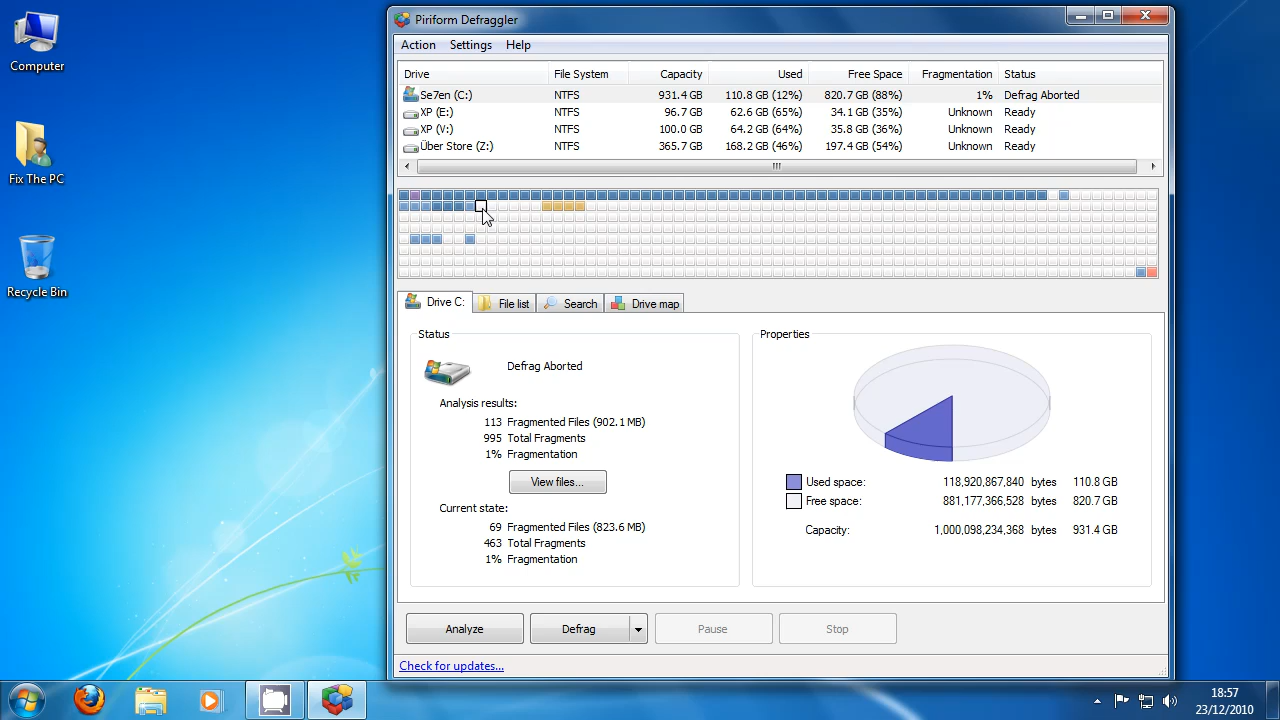 Computer
Fix The PC
Recycle Bin
Piriform Defraggler
Action Settings Help
Drive File System Capacity Used Free Space Fragmentation Status
Se7en (C:) NTFS 931.4 GB 110.8 GB (12%) 820.7 GB (88%) 1% Defrag Aborted
XP (E:) NTFS 96.7 GB 62.6 GB (65%) 34.1 GB (35%) Unknown Ready
XP (V:) NTFS 100.0 GB 64.2 GB (64%) 35.8 GB (36%) Unknown Ready
Über Store (Z:) NTFS 365.7 GB 168.2 GB (46%) 197.4 GB (54%) Unknown Ready
Drive C: File list Search Drive map
Status
Defrag Aborted
Analysis results:
113 Fragmented Files (902.1 MB)
995 Total Fragments
1% Fragmentation
View files...
Current state:
69 Fragmented Files (823.6 MB)
463 Total Fragments
1% Fragmentation
Properties
Used space: 118,920,867,840 bytes 110.8 GB
Free space: 881,177,366,528 bytes 820.7 GB
Capacity: 1,000,098,234,368 bytes 931.4 GB
Analyze Defrag Pause Stop
Check for updates...
18:57
23/12/2010